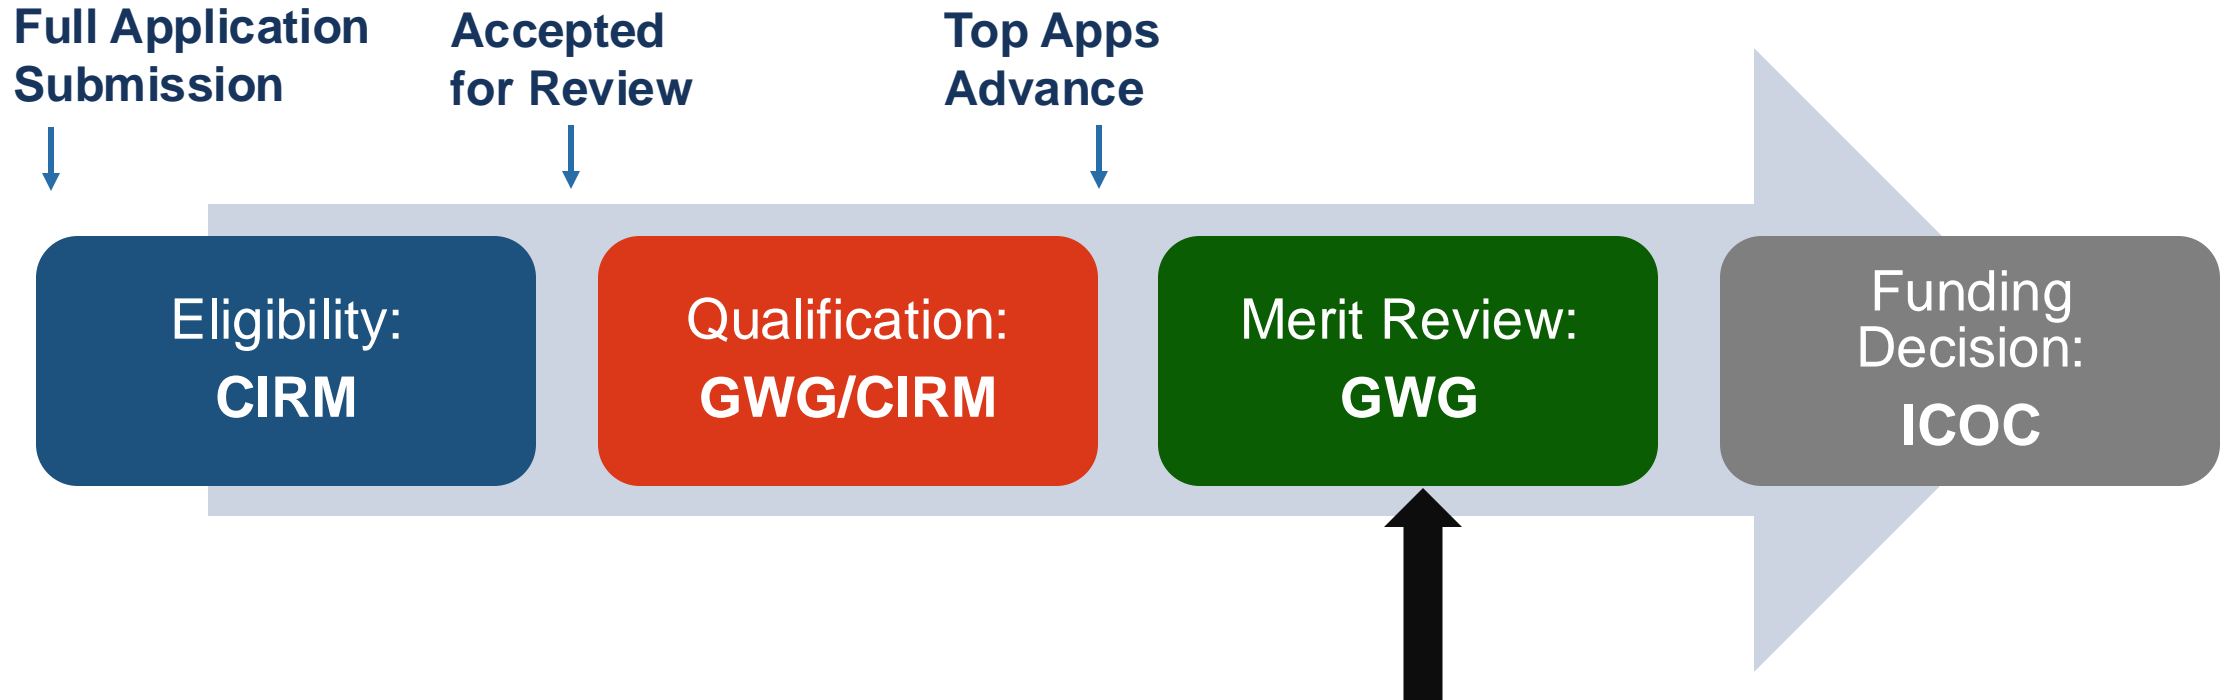 Full Application
Submission
Accepted
for Review
Top Apps
Advance
Eligibility:
CIRM
Qualification:
GWG/CIRM
Merit Review:
GWG
Funding
Decision:
ICOC